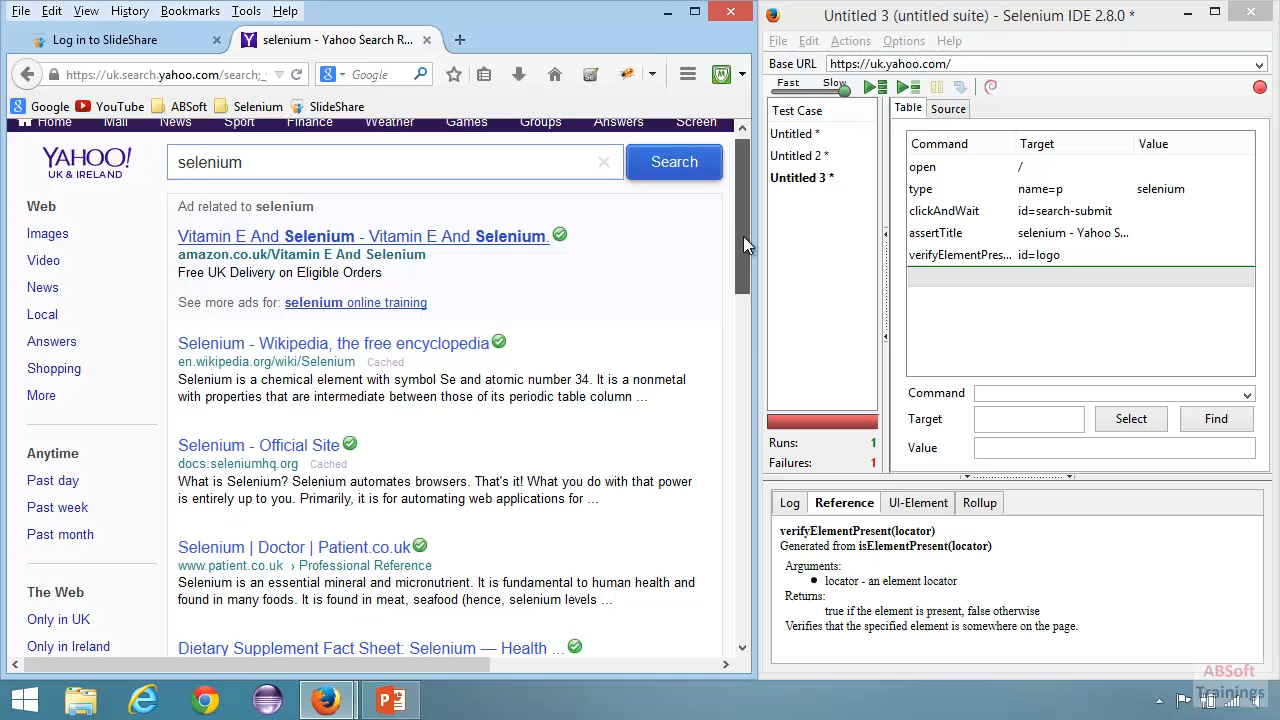 File Edit View History Bookmarks Tools Help
Log in to SlideShare
selenium - Yahoo Search R...
https://uk.search.yahoo.com/search;_
Google
Google YouTube ABSoft Selenium SlideShare
Home Mail News Sport Finance Weather Games Groups Answers Screen
YAHOO!
UK & IRELAND
selenium
Search
Web
Images
Video
News
Local
Answers
Shopping
More
Anytime
Past day
Past week
Past month
The Web
Only in UK
Only in Ireland
Ad related to selenium
Vitamin E And Selenium - Vitamin E And Selenium.
amazon.co.uk/Vitamin E And Selenium
Free UK Delivery on Eligible Orders
See more ads for: selenium online training
Selenium - Wikipedia, the free encyclopedia
en.wikipedia.org/wiki/Selenium Cached
Selenium is a chemical element with symbol Se and atomic number 34. It is a nonmetal
with properties that are intermediate between those of its periodic table column ...
Selenium - Official Site
docs.seleniumhq.org Cached
What is Selenium? Selenium automates browsers. That's it! What you do with that power
is entirely up to you. Primarily, it is for automating web applications for ...
Selenium | Doctor | Patient.co.uk
www.patient.co.uk › Professional Reference
Selenium is an essential mineral and micronutrient. It is fundamental to human health and
found in many foods. It is found in meat, seafood (hence, selenium levels ...
Dietary Supplement Fact Sheet: Selenium — Health ...
Untitled 3 (untitled suite) - Selenium IDE 2.8.0 *
File Edit Actions Options Help
Base URL https://uk.yahoo.com/
Fast Slow
Test Case
Untitled *
Untitled 2 *
Untitled 3 *
Runs: 1
Failures: 1
Table Source
Command Target Value
open /
type name=p selenium
clickAndWait id=search-submit
assertTitle selenium - Yahoo S...
verifyElementPres... id=logo
Command
Target Select Find
Value
Log Reference UI-Element Rollup
verifyElementPresent(locator)
Generated from isElementPresent(locator)
Arguments:
locator - an element locator
Returns:
true if the element is present, false otherwise
Verifies that the specified element is somewhere on the page.
ABSoft
Trainings